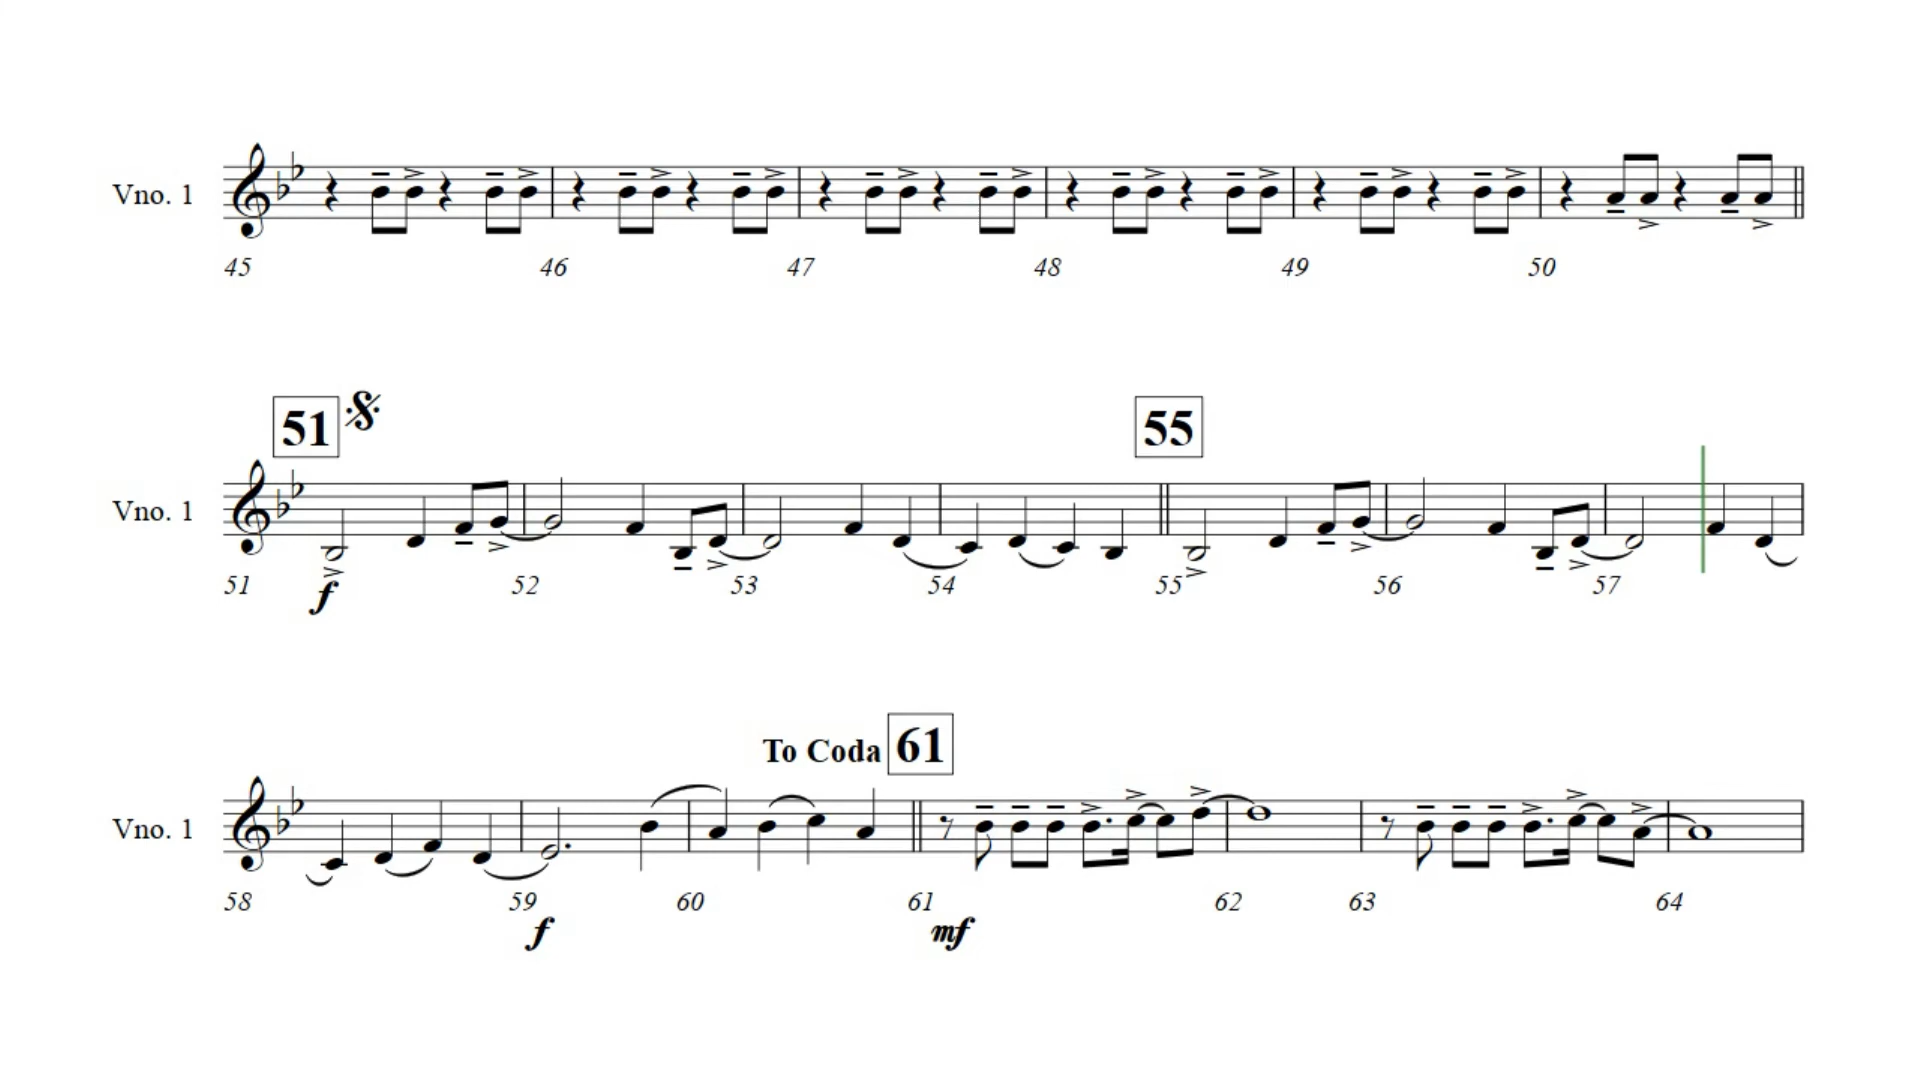 Vno. 1
45 46 47 48 49 50
51 55
Vno. 1
51 52 53 54 55 56 57
f
To Coda 61
Vno. 1
58 59 60 61 62 63 64
f mf